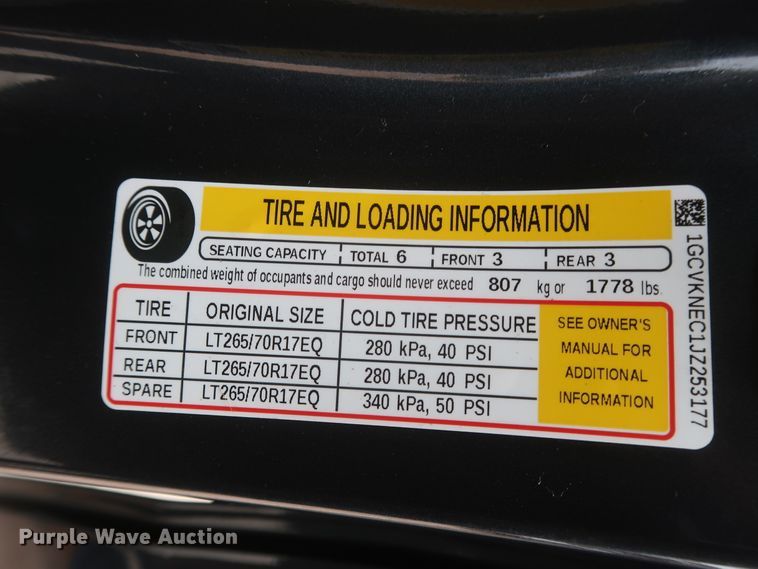 TIRE AND LOADING INFORMATION
SEATING CAPACITY TOTAL 6 FRONT 3 REAR 3
The combined weight of occupants and cargo should never exceed 807 kg or 1778 lbs
TIRE ORIGINAL SIZE COLD TIRE PRESSURE
FRONT LT265/70R17EQ 280 kPa, 40 PSI
REAR LT265/70R17EQ 280 kPa, 40 PSI
SPARE LT265/70R17EQ 340 kPa, 50 PSI
SEE OWNER'S
MANUAL FOR
ADDITIONAL
INFORMATION
1GCVKNEC1JZ253177
Purple Wave Auction